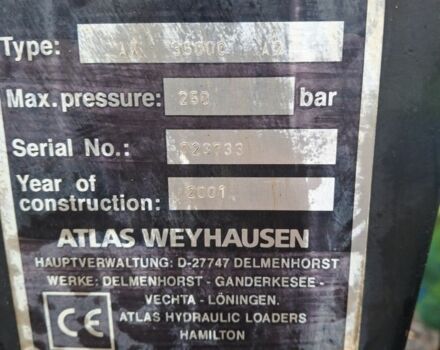 Type:
Max. pressure: 250 bar
Serial No.:
Year of
construction: 2001
ATLAS WEYHAUSEN
HAUPTVERWALTUNG: D-27747 DELMENHORST
WERKE: DELMENHORST - GANDERKESEE -
VECHTA - LÖNINGEN.
ATLAS HYDRAULIC LOADERS
HAMILTON
CE